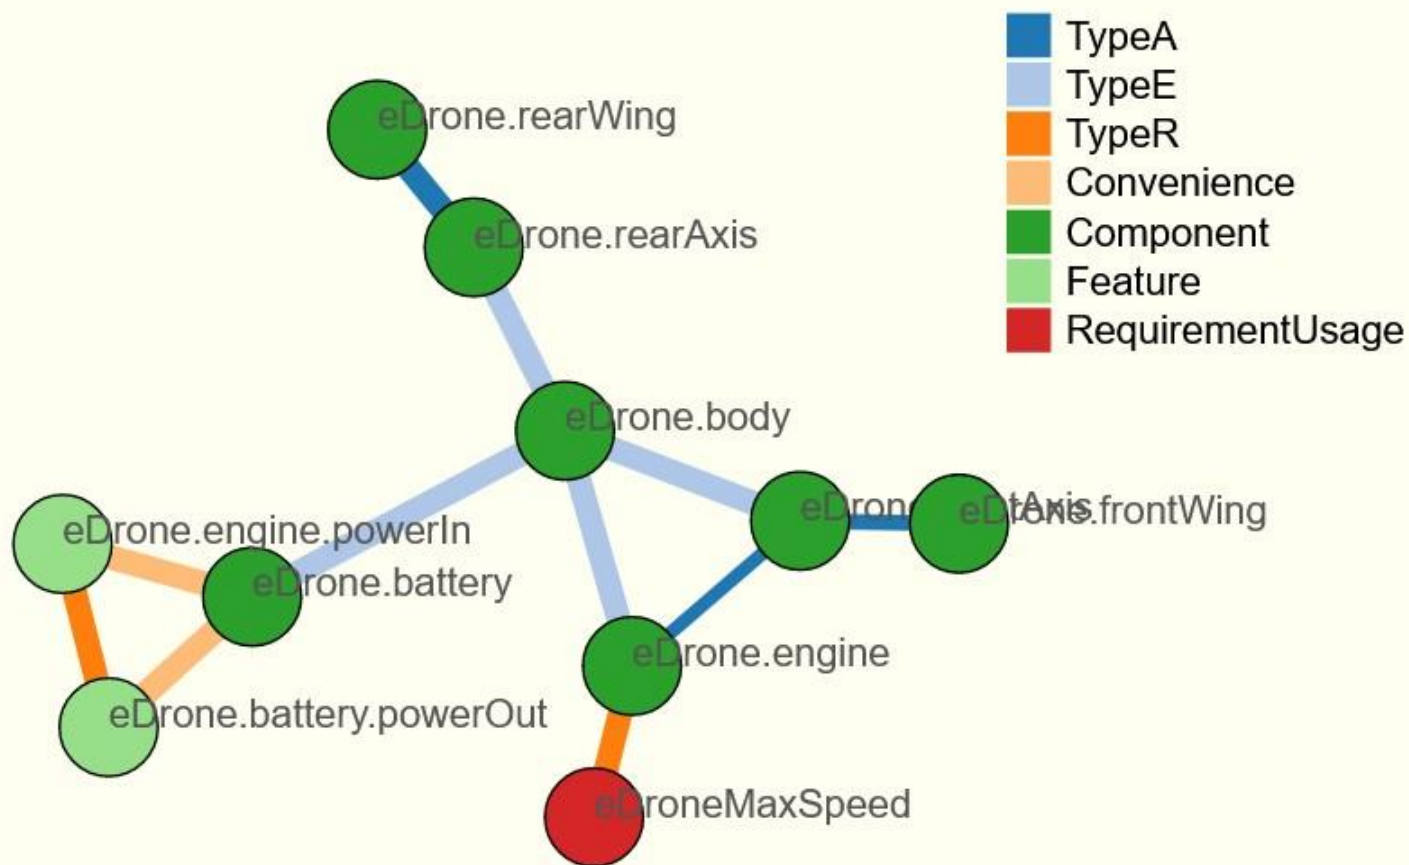 TypeA
TypeE
TypeR
Convenience
Component
Feature
RequirementUsage
eDrone.rearWing
eDrone.rearAxis
eDrone.body
eDrone.frontWing
eDrone.engine.powerIn
eDrone.battery
eDrone.engine
eDrone.battery.powerOut
eDroneMaxSpeed